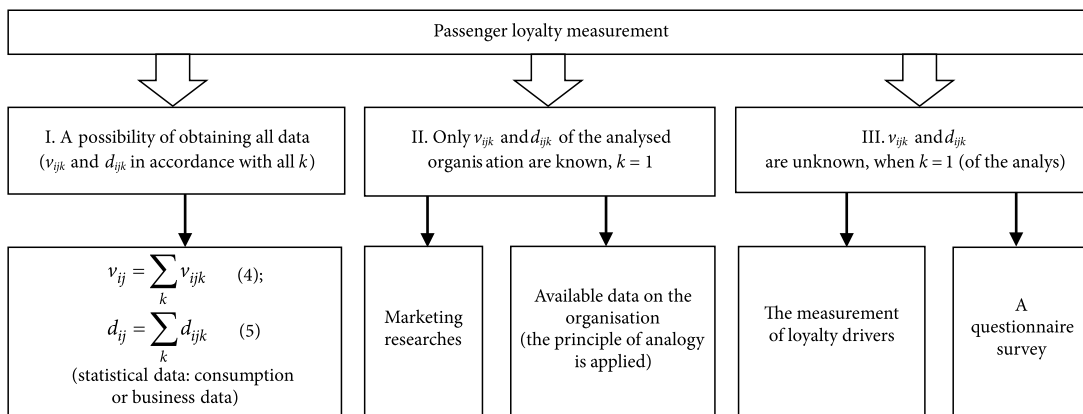 Passenger loyalty measurement
I. A possibility of obtaining all data
(v_ijk and d_ijk in accordance with all k)
II. Only v_ijk and d_ijk of the analysed
organis ation are known, k = 1
III. v_ijk and d_ijk
are unknown, when k = 1 (of the analys)
v_ij = ∑_k v_ijk (4);
d_ij = ∑_k d_ijk (5)
(statistical data: consumption
or business data)
Marketing
researches
Available data on the
organisation
(the principle of analogy
is applied)
The measurement
of loyalty drivers
A
questionnaire
survey